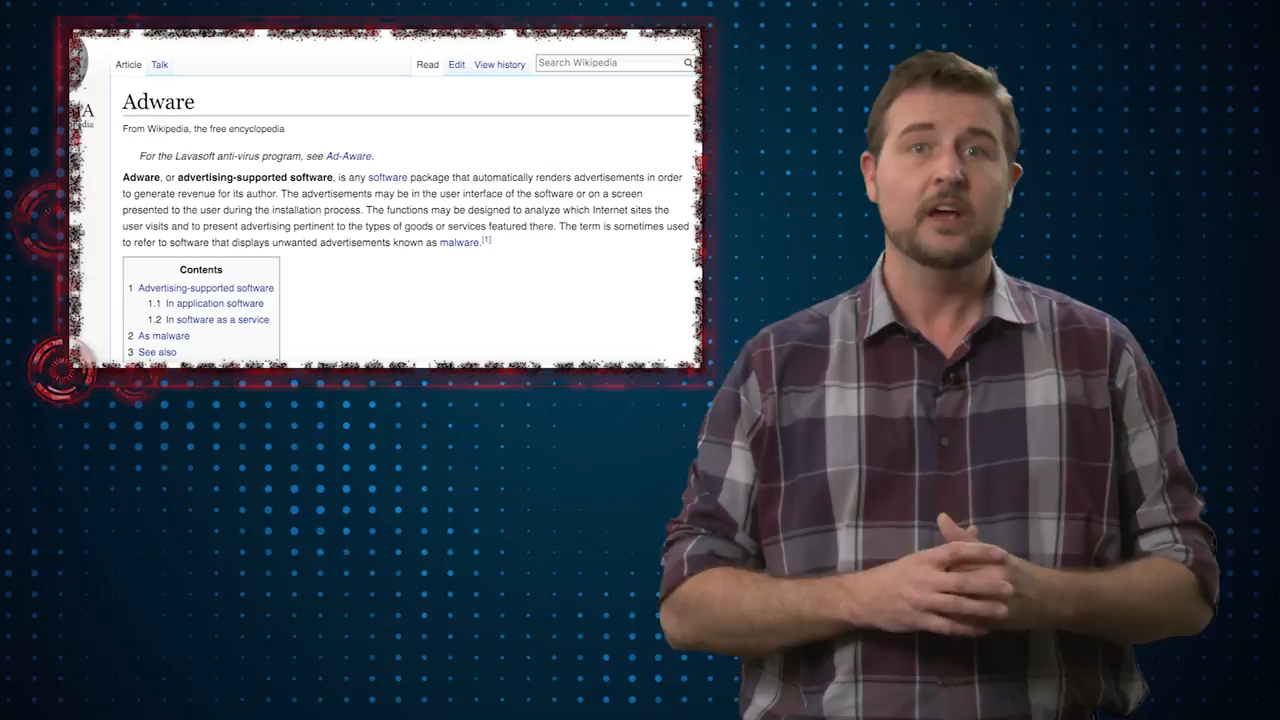 Article Talk Read Edit View history Search Wikipedia
Adware
From Wikipedia, the free encyclopedia
For the Lavasoft anti-virus program, see Ad-Aware.
Adware, or advertising-supported software, is any software package that automatically renders advertisements in order
to generate revenue for its author. The advertisements may be in the user interface of the software or on a screen
presented to the user during the installation process. The functions may be designed to analyze which Internet sites the
user visits and to present advertising pertinent to the types of goods or services featured there. The term is sometimes used
to refer to software that displays unwanted advertisements known as malware.[1]
Contents
1 Advertising-supported software
1.1 In application software
1.2 In software as a service
2 As malware
3 See also